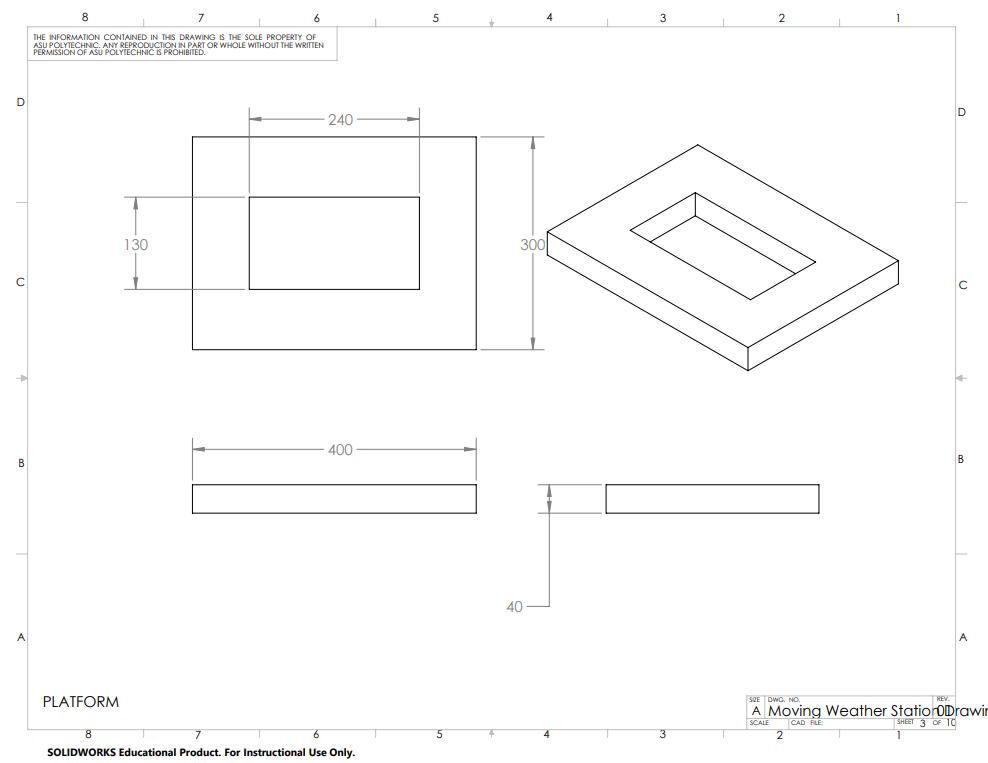 8 7 6 5 4 3 2 1
THE INFORMATION CONTAINED IN THIS DRAWING IS THE SOLE PROPERTY OF
ASU POLYTECHNIC. ANY REPRODUCTION IN PART OR WHOLE WITHOUT THE WRITTEN
PERMISSION OF ASU POLYTECHNIC IS PROHIBITED.
D D
240
130 300
C C
400
B B
40
A A
PLATFORM
SIZE DWG. NO. REV.
A Moving Weather Station Drawin
SCALE CAD FILE: SHEET 3 OF 10
8 7 6 5 4 3 2 1
SOLIDWORKS Educational Product. For Instructional Use Only.